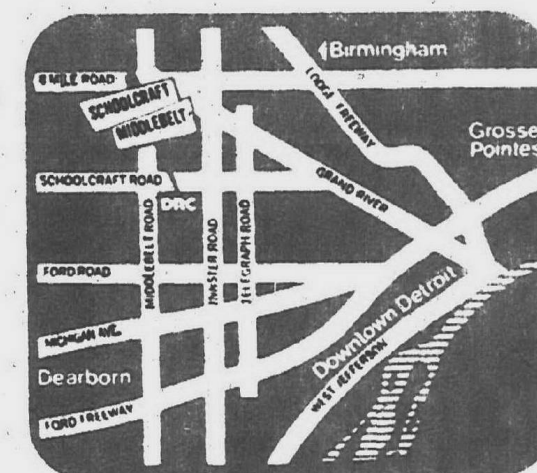 Birmingham
8 MILE ROAD
SCHOOLCRAFT
MIDDLEBELT
LODGE FREEWAY
Grosse
Pointes
SCHOOLCRAFT ROAD
DRC
GRAND RIVER
MIDDLEBELT ROAD
INKSTER ROAD
TELEGRAPH ROAD
FORD ROAD
MICHIGAN AVE.
Downtown Detroit
WEST JEFFERSON
Dearborn
FORD FREEWAY